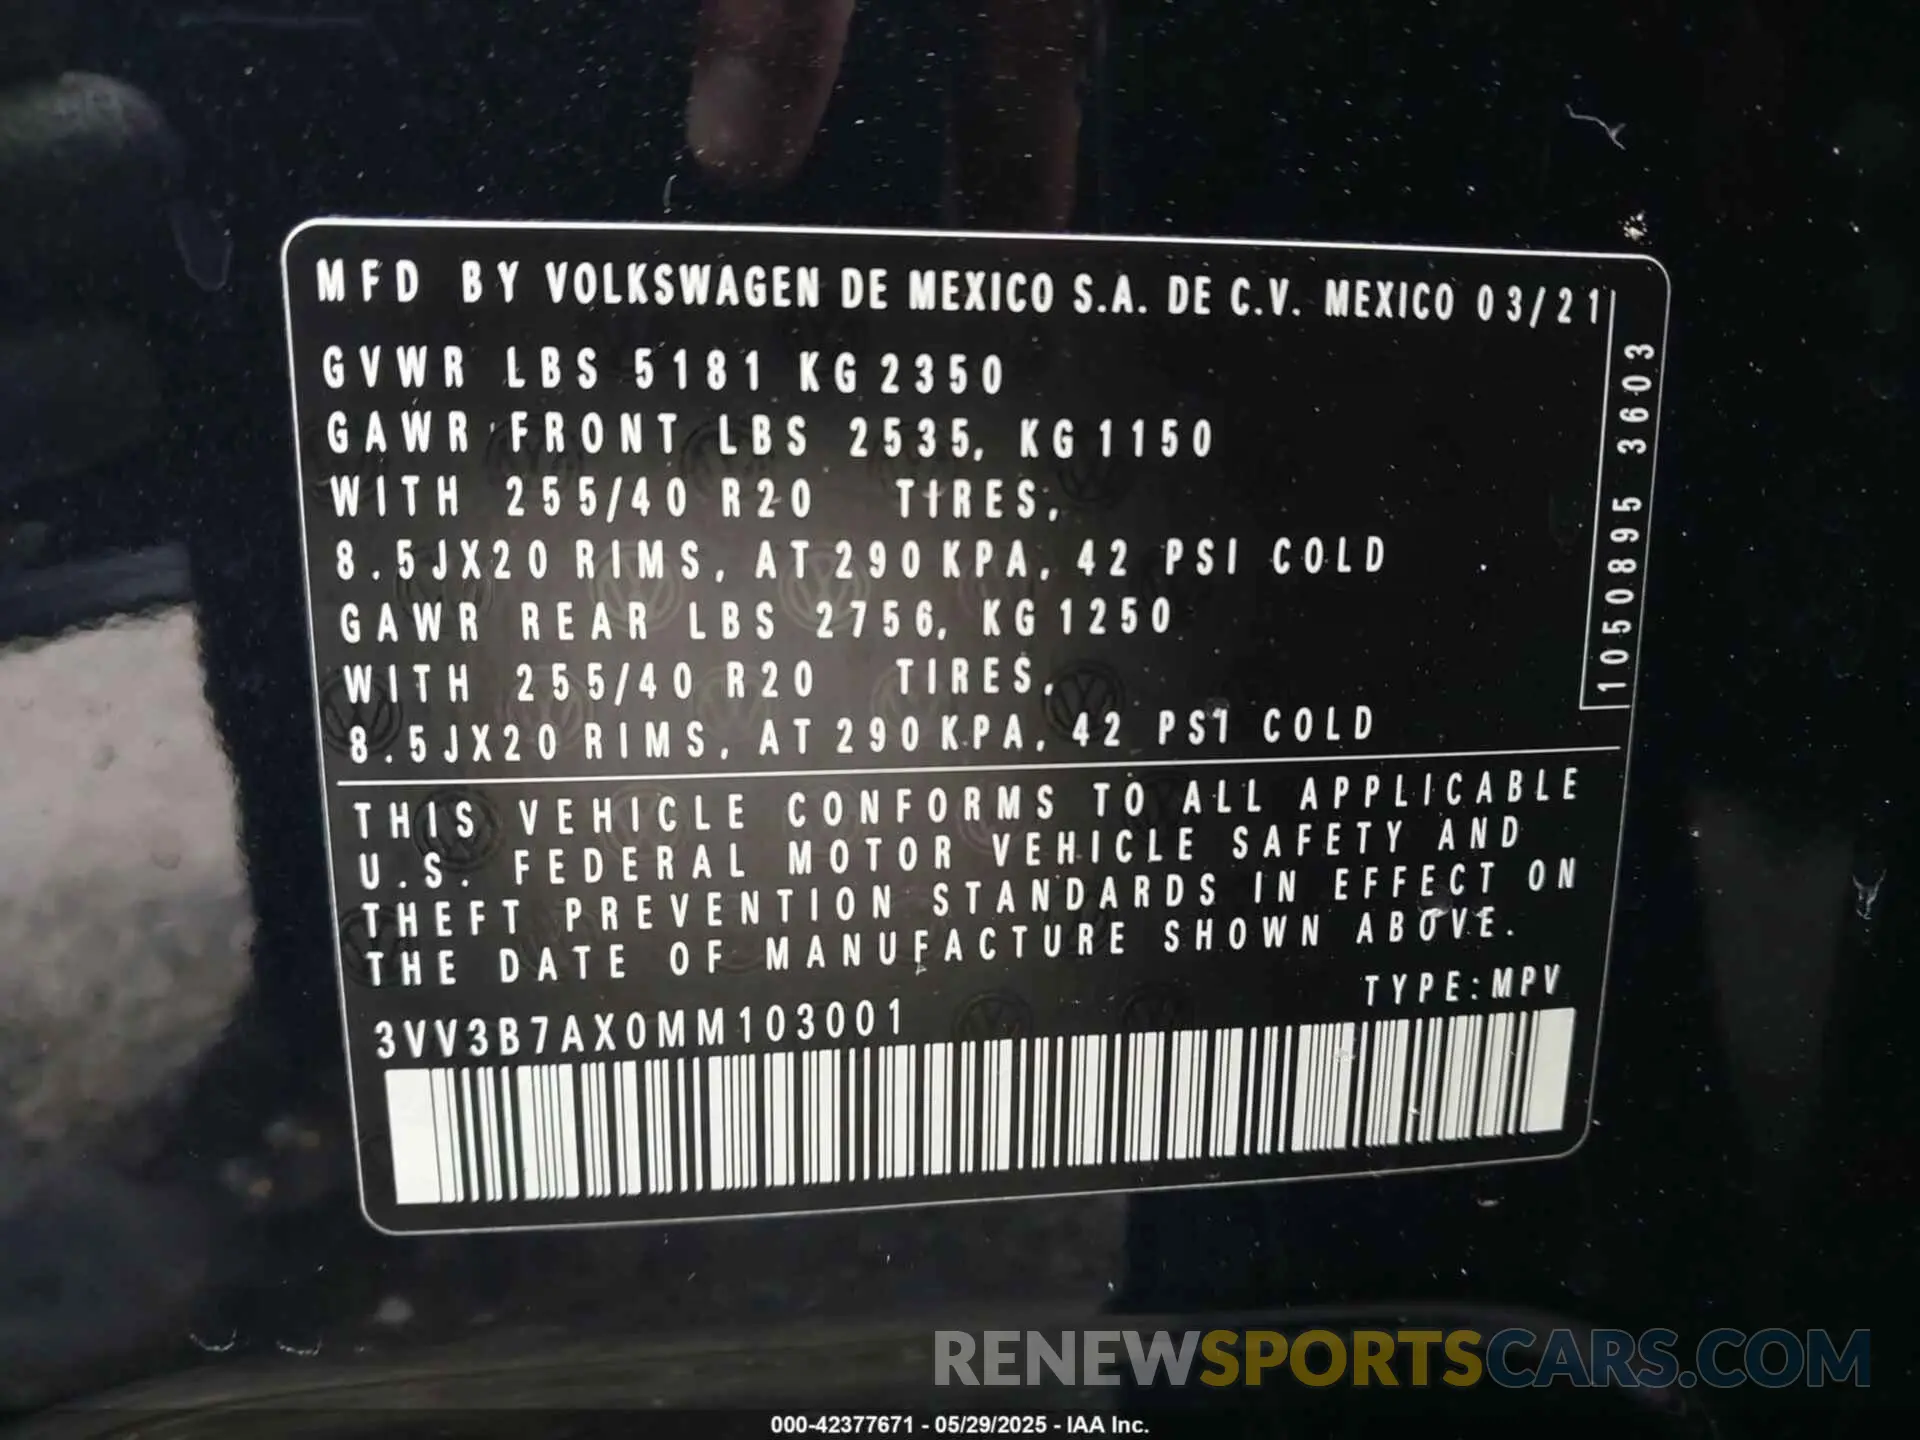 MFD BY VOLKSWAGEN DE MEXICO S.A. DE C.V. MEXICO 03/21
GVWR LBS 5181 KG 2350
GAWR FRONT LBS 2535, KG 1150
WITH 255/40 R20 TIRES,
8.5JX20 RIMS, AT 290 KPA, 42 PSI COLD
GAWR REAR LBS 2756, KG 1250
WITH 255/40 R20 TIRES,
8.5JX20 RIMS, AT 290 KPA, 42 PSI COLD
1050895 3603
THIS VEHICLE CONFORMS TO ALL APPLICABLE
U.S. FEDERAL MOTOR VEHICLE SAFETY AND
THEFT PREVENTION STANDARDS IN EFFECT ON
THE DATE OF MANUFACTURE SHOWN ABOVE.
TYPE: MPV
3VV3B7AX0MM103001
RENEWSPORTSCARS.COM
000-42377671 - 05/29/2025 - IAA Inc.